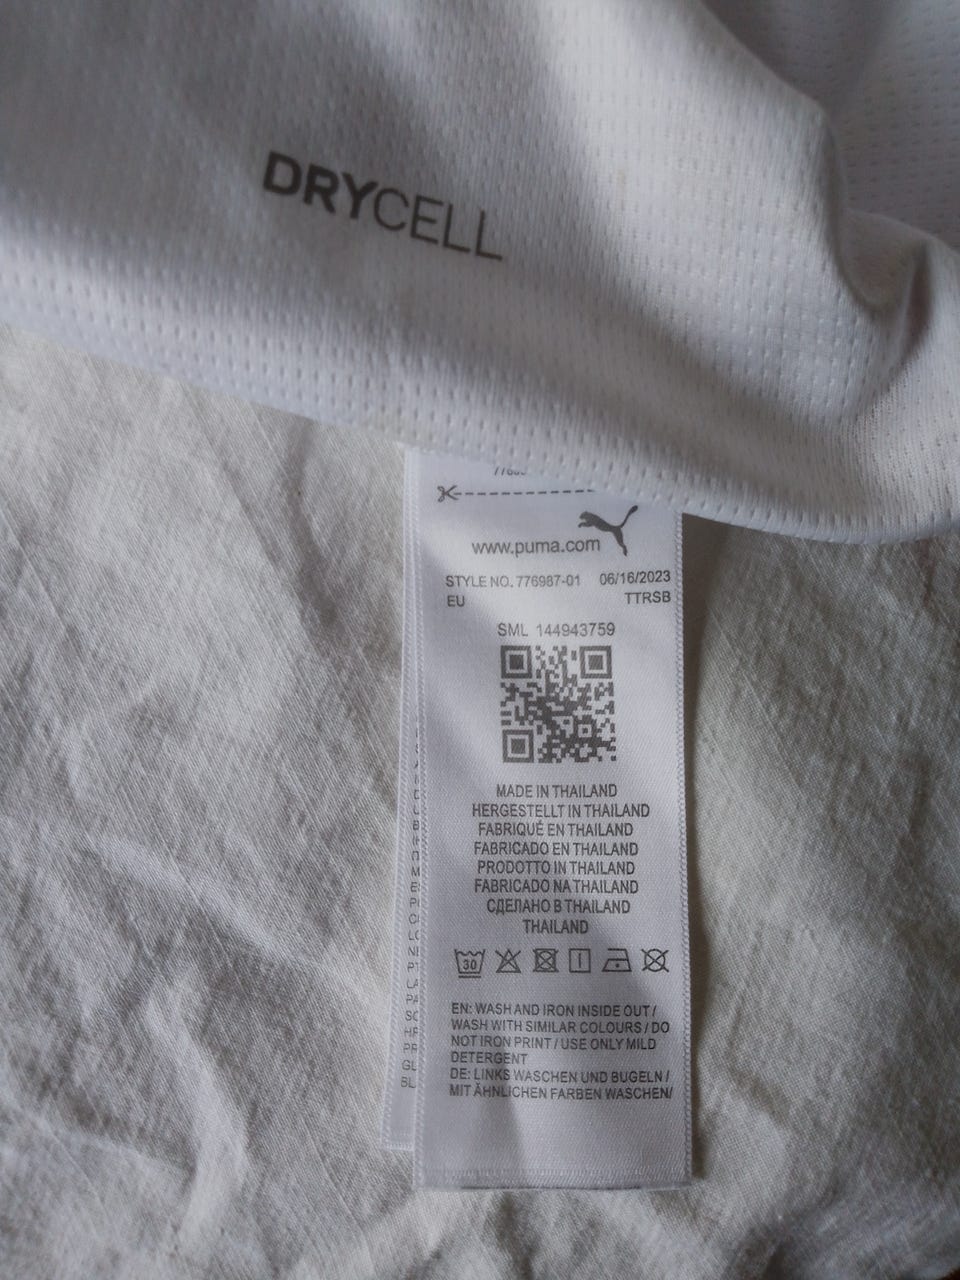 DRYCELL
www.puma.com
STYLE NO. 776987-01 06/16/2023
EU TTRSB
SML 144943759
MADE IN THAILAND
HERGESTELLT IN THAILAND
FABRIQUÉ EN THAILAND
FABRICADO EN THAILAND
PRODOTTO IN THAILAND
FABRICADO NA THAILAND
СДЕЛАНО В THAILAND
THAILAND
30
EN: WASH AND IRON INSIDE OUT /
WASH WITH SIMILAR COLOURS / DO
NOT IRON PRINT / USE ONLY MILD
DETERGENT
DE: LINKS WASCHEN UND BUGELN /
MIT ÄHNLICHEN FARBEN WASCHEN/